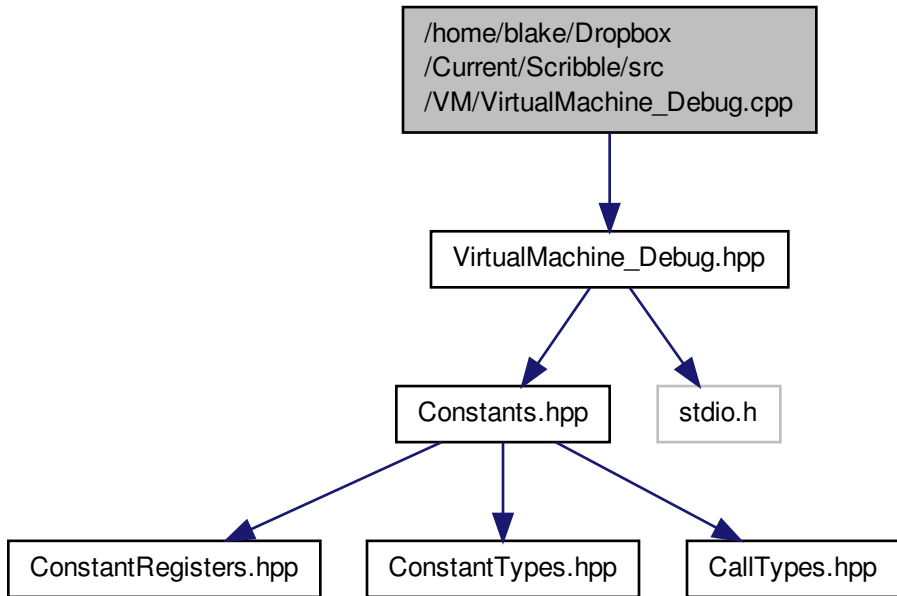 /home/blake/Dropbox
/Current/Scribble/src
/VM/VirtualMachine_Debug.cpp
VirtualMachine_Debug.hpp
Constants.hpp
stdio.h
ConstantRegisters.hpp
ConstantTypes.hpp
CallTypes.hpp